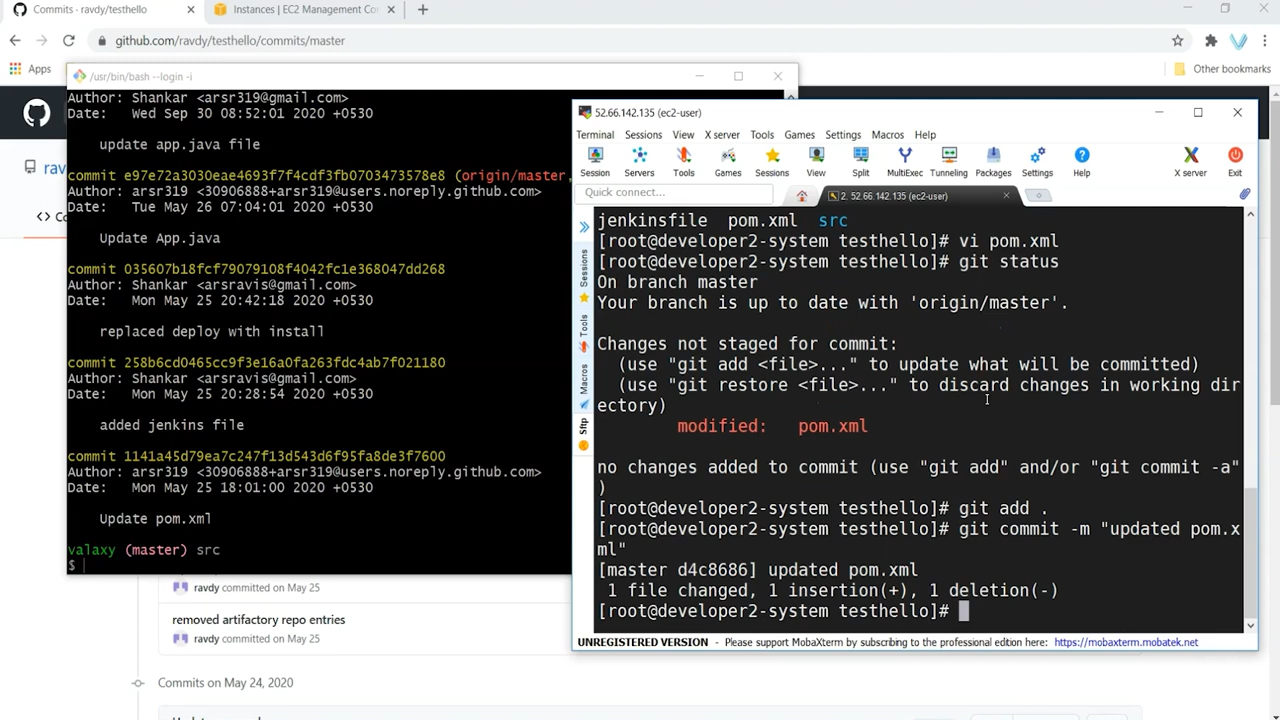 Commits · ravdy/testhello
Instances | EC2 Management Co
github.com/ravdy/testhello/commits/master
Apps
Other bookmarks
/usr/bin/bash --login -i
Author: Shankar <arsr319@gmail.com>
Date:   Wed Sep 30 08:52:01 2020 +0530
update app.java file
commit e97e72a3030eae4693f7f4cdf3fb0703473578e8 (origin/master,
Author: arsr319 <30906888+arsr319@users.noreply.github.com>
Date:   Tue May 26 07:04:01 2020 +0530
Update App.java
commit 035607b18fcf79079108f4042fc1e368047dd268
Author: Shankar <arsravis@gmail.com>
Date:   Mon May 25 20:42:18 2020 +0530
replaced deploy with install
commit 258b6cd0465cc9f3e16a0fa263fdc4ab7f021180
Author: Shankar <arsravis@gmail.com>
Date:   Mon May 25 20:28:54 2020 +0530
added jenkins file
commit 1141a45d79ea7c247f13d543d6f95fa8de3f7600
Author: arsr319 <30906888+arsr319@users.noreply.github.com>
Date:   Mon May 25 18:01:00 2020 +0530
Update pom.xml
valaxy (master) src
$
52.66.142.135 (ec2-user)
Terminal Sessions View X server Tools Games Settings Macros Help
Session Servers Tools Games Sessions View Split MultiExec Tunneling Packages Settings Help X server Exit
Quick connect...
2. 52.66.142.135 (ec2-user)
Sessions
Tools
Macros
Sftp
jenkinsfile  pom.xml  src
[root@developer2-system testhello]# vi pom.xml
[root@developer2-system testhello]# git status
On branch master
Your branch is up to date with 'origin/master'.
Changes not staged for commit:
(use "git add <file>..." to update what will be committed)
(use "git restore <file>..." to discard changes in working dir
ectory)
modified:   pom.xml
no changes added to commit (use "git add" and/or "git commit -a"
)
[root@developer2-system testhello]# git add .
[root@developer2-system testhello]# git commit -m "updated pom.x
ml"
[master d4c8686] updated pom.xml
1 file changed, 1 insertion(+), 1 deletion(-)
[root@developer2-system testhello]#
UNREGISTERED VERSION - Please support MobaXterm by subscribing to the professional edition here: https://mobaxterm.mobatek.net
rav
Co
ravdy committed on May 25
removed artifactory repo entries
ravdy committed on May 25
Commits on May 24, 2020